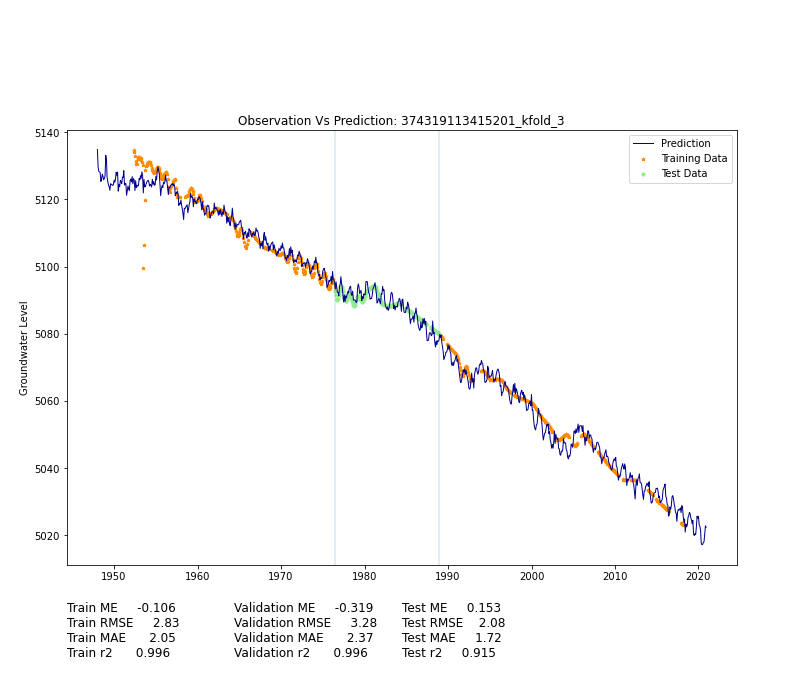 Observation Vs Prediction: 374319113415201_kfold_3
Prediction
Training Data
Test Data
Groundwater Level
5140
5120
5100
5080
5060
5040
5020
1950 1960 1970 1980 1990 2000 2010 2020
Train ME -0.106 Validation ME -0.319 Test ME 0.153
Train RMSE 2.83 Validation RMSE 3.28 Test RMSE 2.08
Train MAE 2.05 Validation MAE 2.37 Test MAE 1.72
Train r2 0.996 Validation r2 0.996 Test r2 0.915